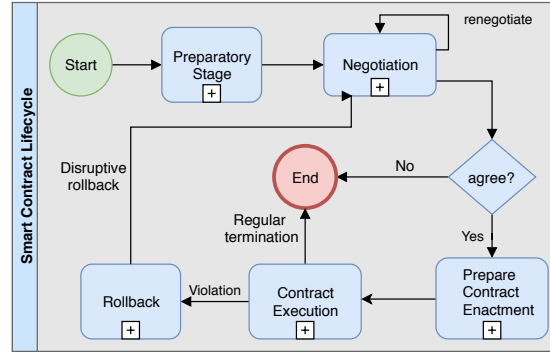 Smart Contract Lifecycle
Start
Preparatory
Stage
+
Negotiation
+
renegotiate
agree?
No
Yes
End
Disruptive
rollback
Regular
termination
Prepare
Contract
Enactment
+
Contract
Execution
+
Violation
Rollback
+